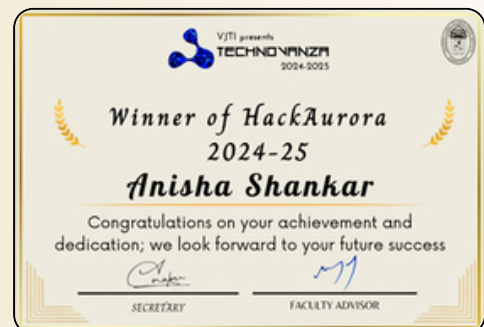 VJTI presents
TECHNOVANZA
2024-2025
Winner of HackAurora
2024-25
Anisha Shankar
Congratulations on your achievement and
dedication; we look forward to your future success
SECRETARY
FACULTY ADVISOR